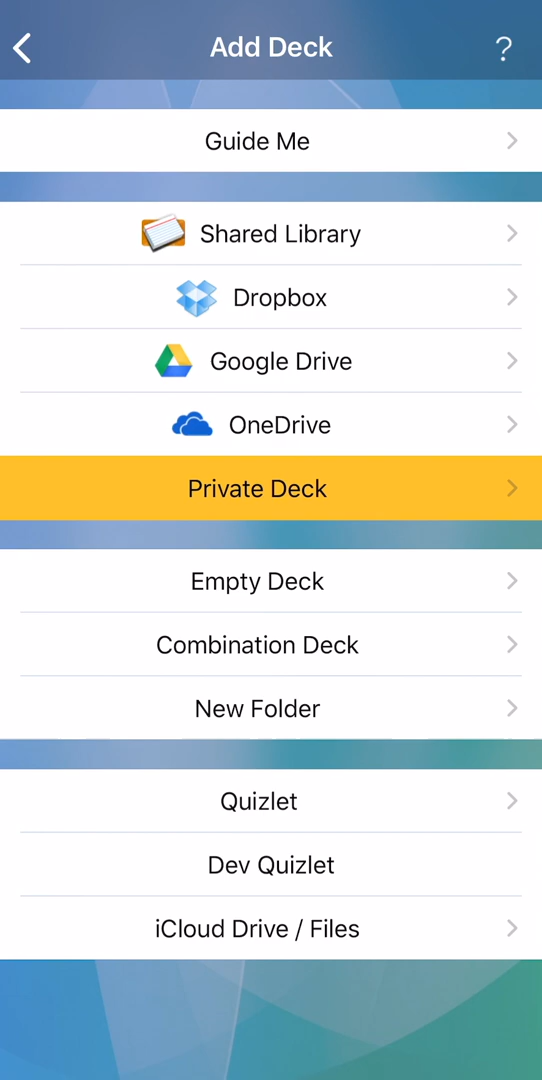 Add Deck
?
Guide Me
Shared Library
Dropbox
Google Drive
OneDrive
Private Deck
Empty Deck
Combination Deck
New Folder
Quizlet
Dev Quizlet
iCloud Drive / Files